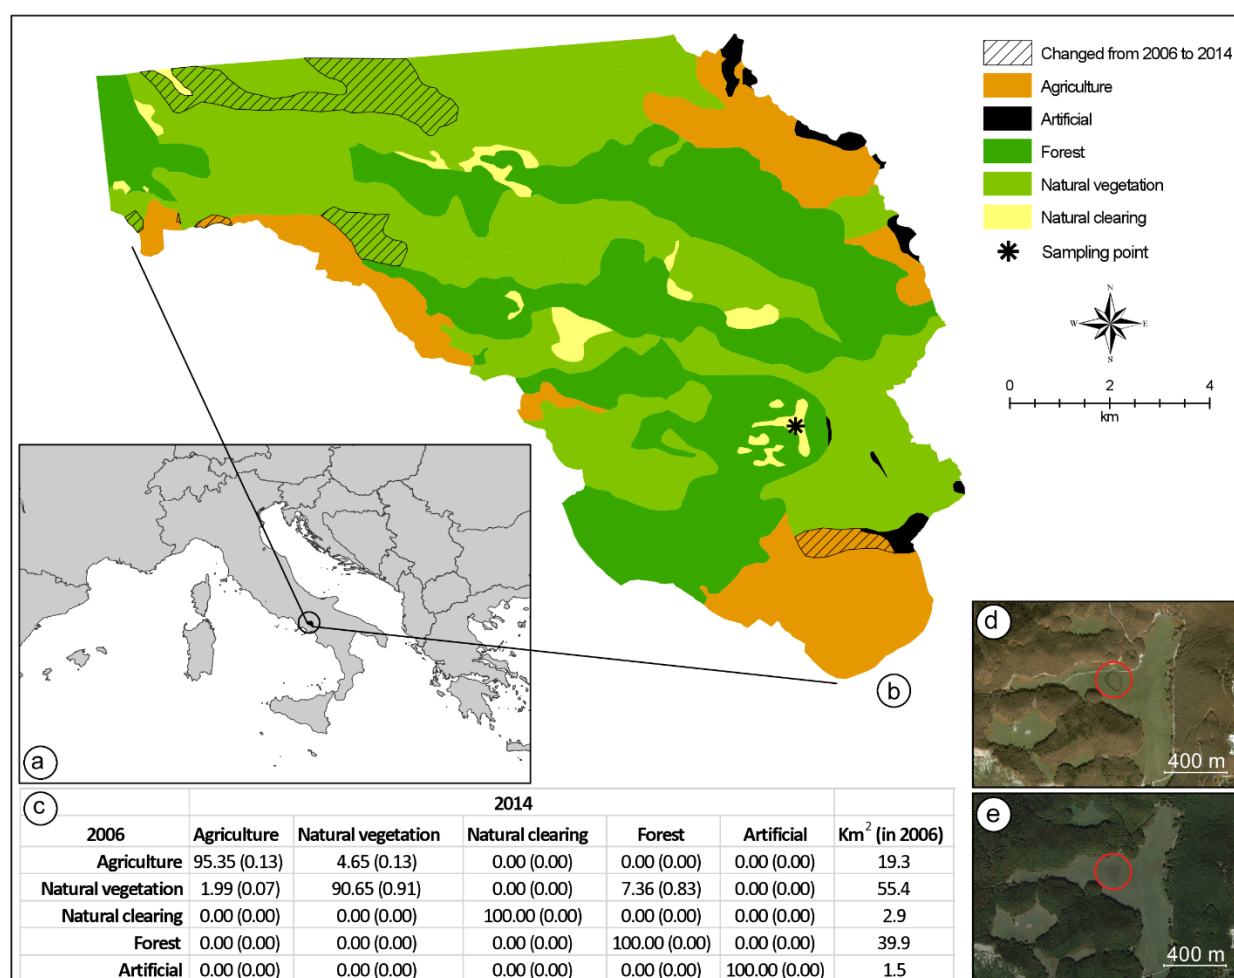 Changed from 2006 to 2014
Agriculture
Artificial
Forest
Natural vegetation
Natural clearing
Sampling point
N
W E
S
0 2 4
km
a
b
d
400 m
e
400 m
c
2014
2006 Agriculture Natural vegetation Natural clearing Forest Artificial Km² (in 2006)
Agriculture 95.35 (0.13) 4.65 (0.13) 0.00 (0.00) 0.00 (0.00) 0.00 (0.00) 19.3
Natural vegetation 1.99 (0.07) 90.65 (0.91) 0.00 (0.00) 7.36 (0.83) 0.00 (0.00) 55.4
Natural clearing 0.00 (0.00) 0.00 (0.00) 100.00 (0.00) 0.00 (0.00) 0.00 (0.00) 2.9
Forest 0.00 (0.00) 0.00 (0.00) 0.00 (0.00) 100.00 (0.00) 0.00 (0.00) 39.9
Artificial 0.00 (0.00) 0.00 (0.00) 0.00 (0.00) 0.00 (0.00) 100.00 (0.00) 1.5